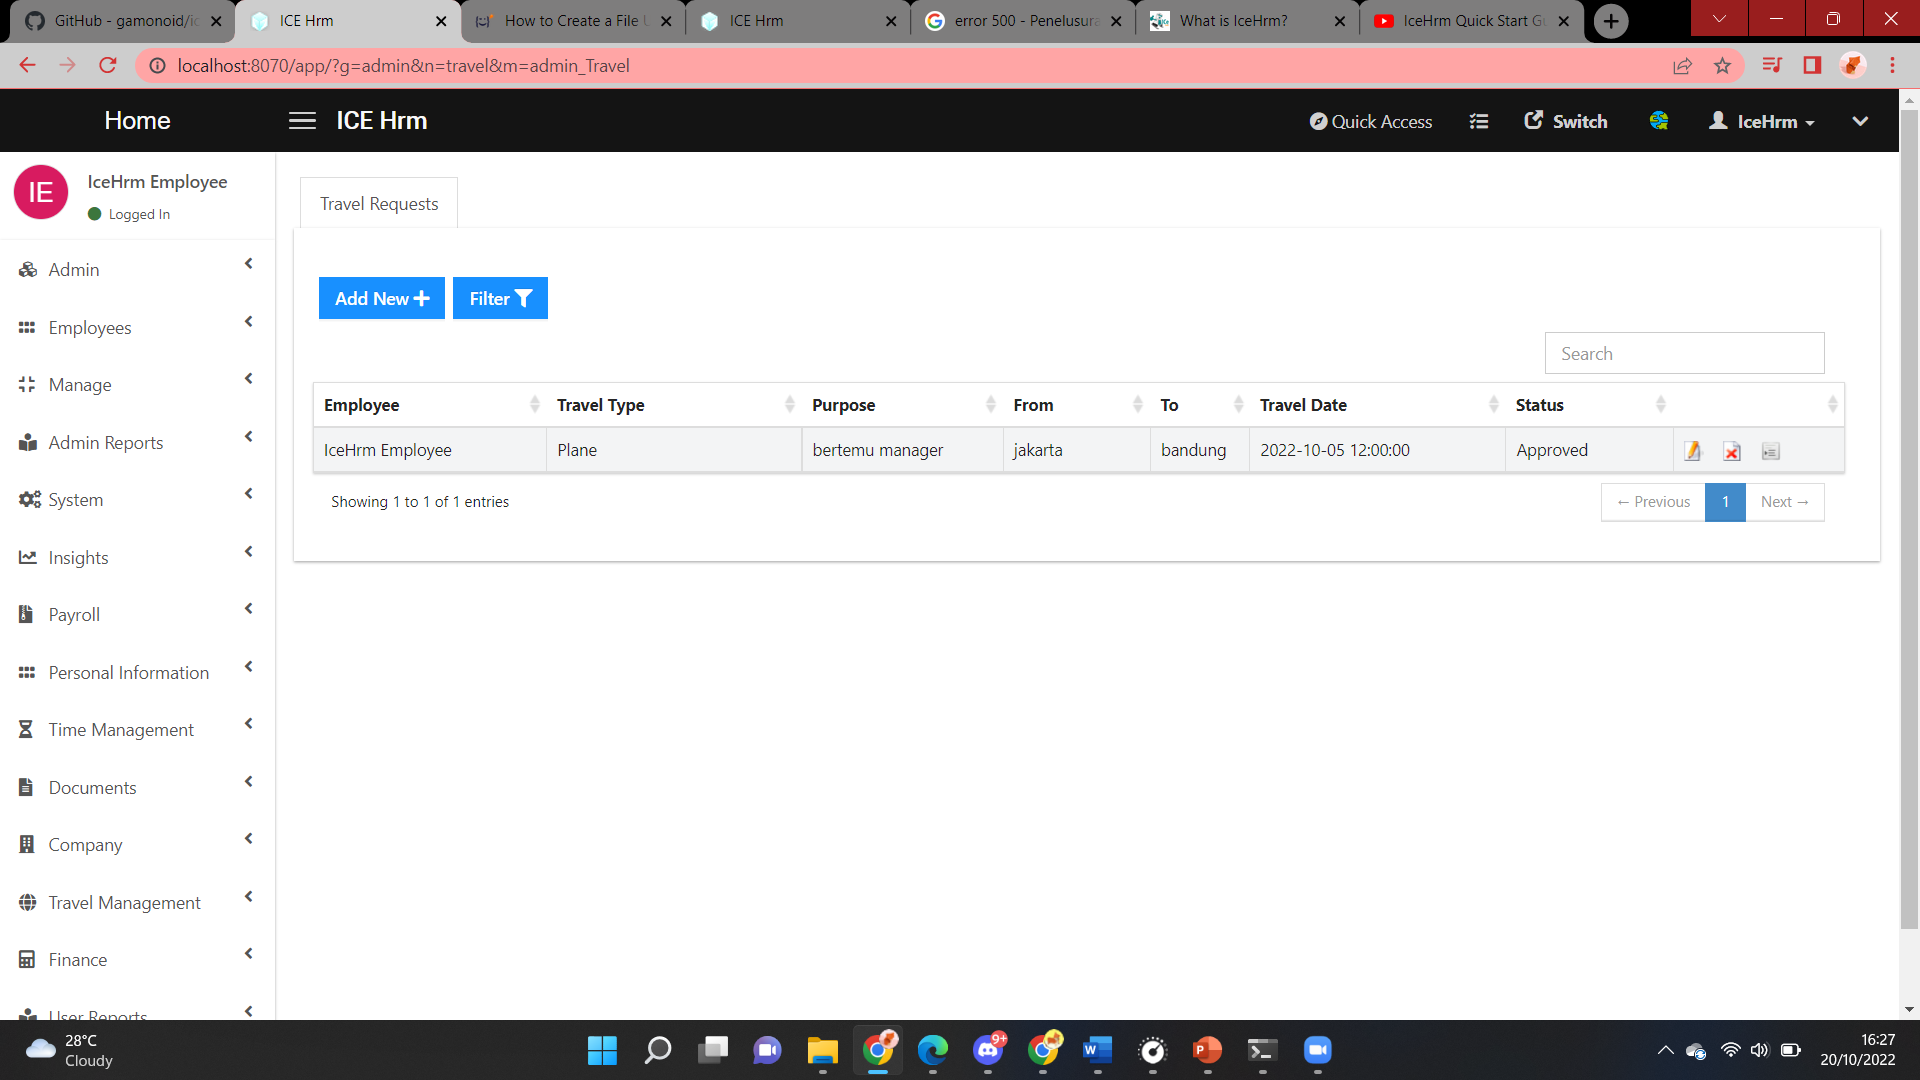 GitHub - gamonoid/ic
ICE Hrm
How to Create a File U
ICE Hrm
error 500 - Penelusura
What is IceHrm?
IceHrm Quick Start Gu
localhost:8070/app/?g=admin&n=travel&m=admin_Travel
Home
ICE Hrm
Quick Access
Switch
IceHrm
IE
IceHrm Employee
Logged In
Admin
Employees
Manage
Admin Reports
System
Insights
Payroll
Personal Information
Time Management
Documents
Company
Travel Management
Finance
User Reports
Travel Requests
Add New
Filter
Search
Employee Travel Type Purpose From To Travel Date Status
IceHrm Employee Plane bertemu manager jakarta bandung 2022-10-05 12:00:00 Approved
Showing 1 to 1 of 1 entries
← Previous 1 Next →
28°C
Cloudy
9+
16:27
20/10/2022